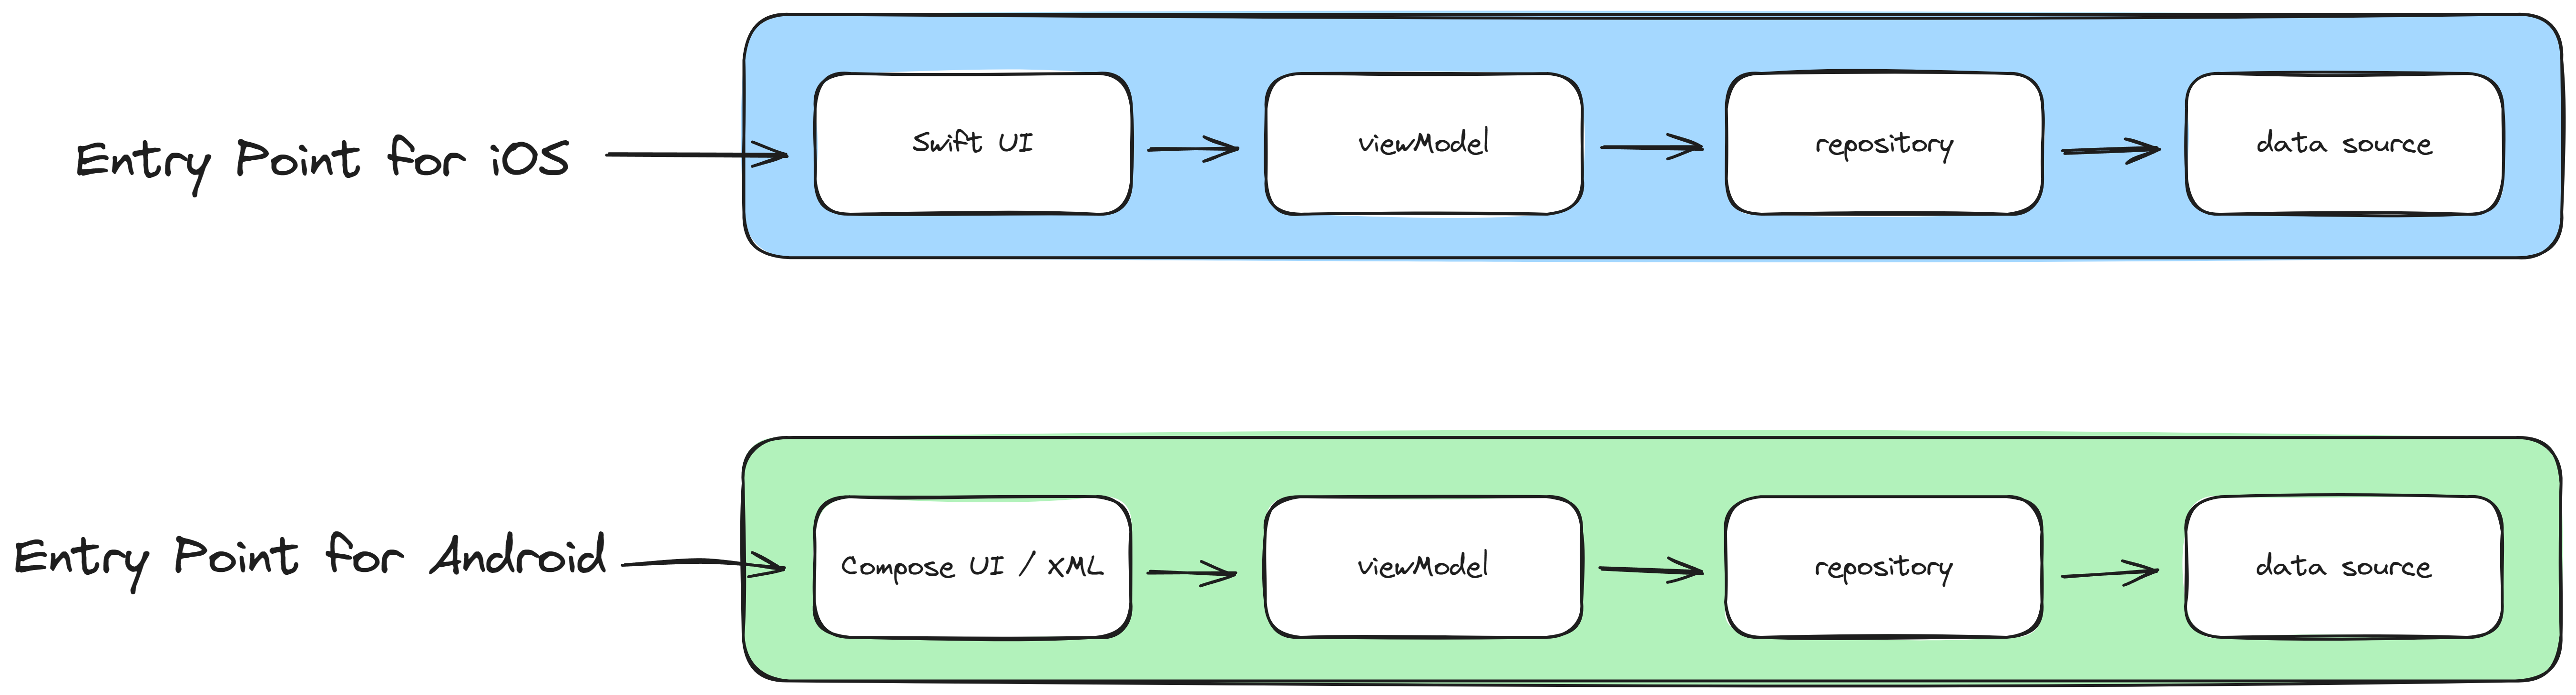 Entry Point for iOS
Swift UI
viewModel
repository
data source
Entry Point for Android
Compose UI / XML
viewModel
repository
data source